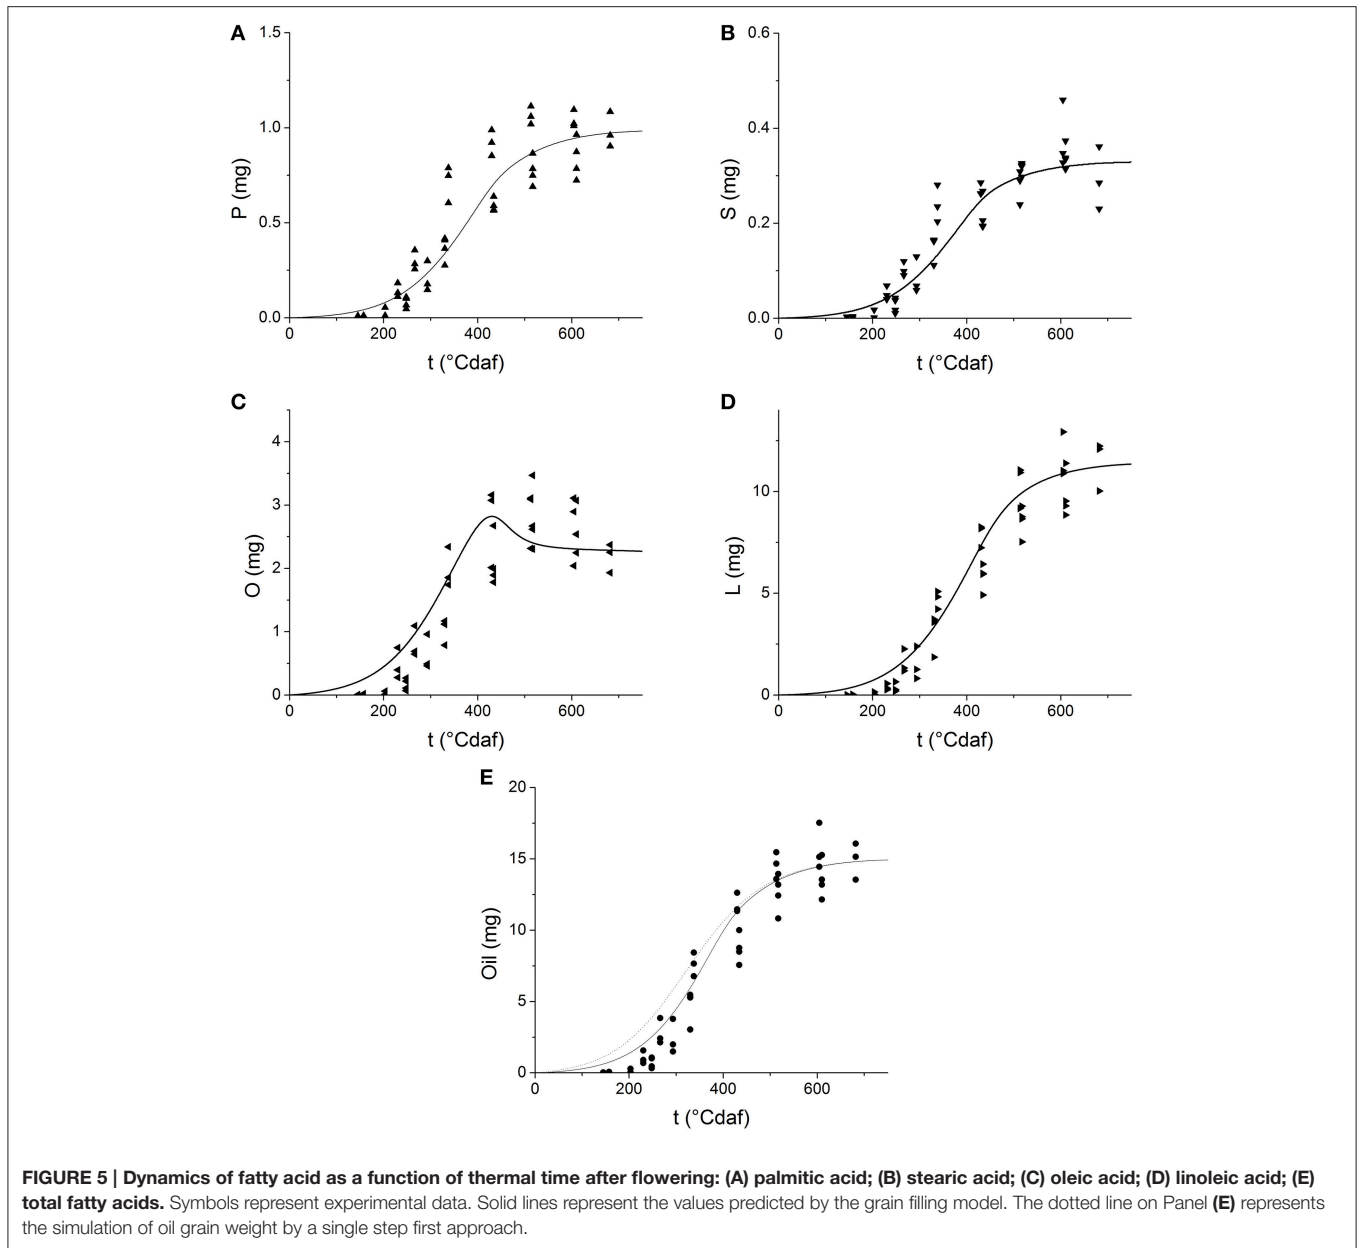 A
1.5
1.0
0.5
0.0
P (mg)
0 200 400 600
t (°Cdaf)
B
0.6
0.4
0.2
0.0
S (mg)
0 200 400 600
t (°Cdaf)
C
4
3
2
1
0
O (mg)
0 200 400 600
t (°Cdaf)
D
10
5
0
L (mg)
0 200 400 600
t (°Cdaf)
E
20
15
10
5
0
Oil (mg)
0 200 400 600
t (°Cdaf)
FIGURE 5 | Dynamics of fatty acid as a function of thermal time after flowering: (A) palmitic acid; (B) stearic acid; (C) oleic acid; (D) linoleic acid; (E)
total fatty acids. Symbols represent experimental data. Solid lines represent the values predicted by the grain filling model. The dotted line on Panel (E) represents
the simulation of oil grain weight by a single step first approach.